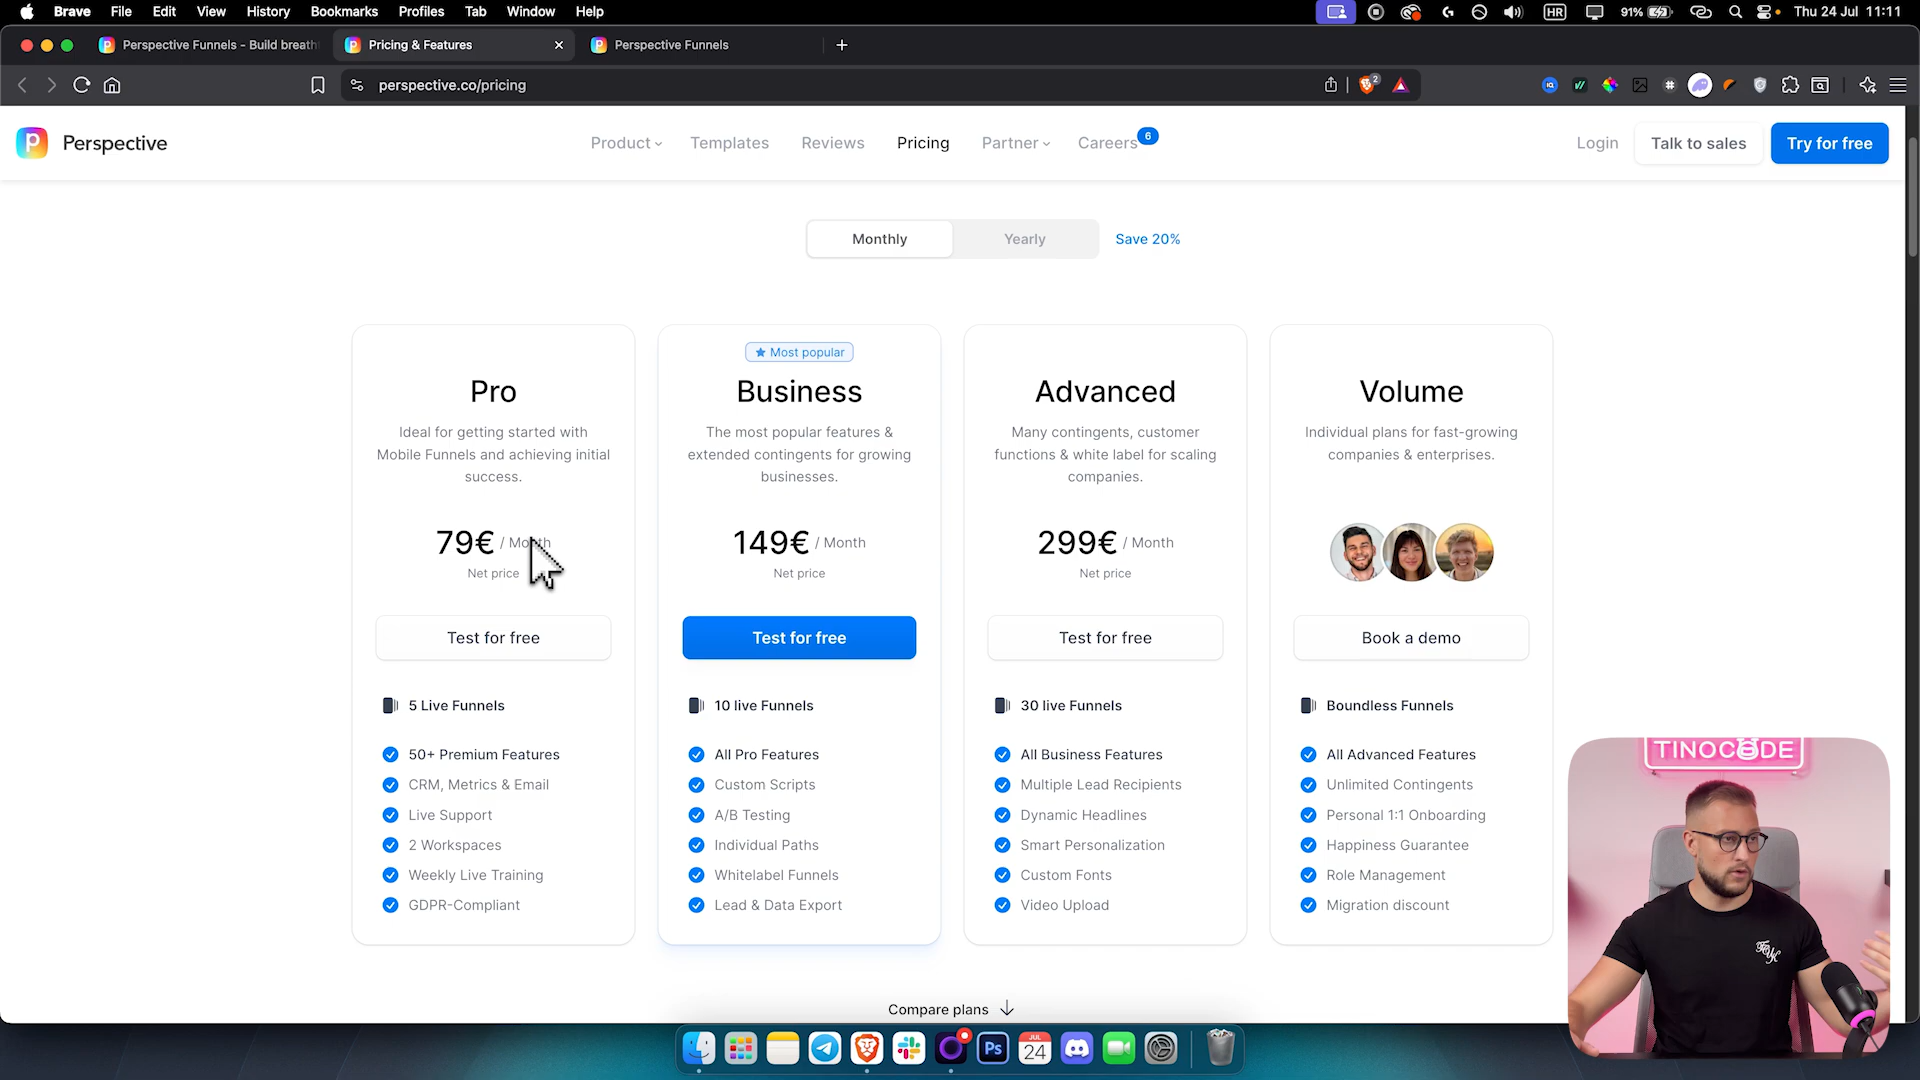 Brave File Edit View History Bookmarks Profiles Tab Window Help
HR 91% Thu 24 Jul 11:11
Perspective Funnels - Build breath
Pricing & Features
Perspective Funnels
perspective.co/pricing
2
Perspective
Product Templates Reviews Pricing Partner Careers 6
Login Talk to sales Try for free
Monthly Yearly Save 20%
Pro
Ideal for getting started with
Mobile Funnels and achieving initial
success.
79€ / Month
Net price
Test for free
5 Live Funnels
50+ Premium Features
CRM, Metrics & Email
Live Support
2 Workspaces
Weekly Live Training
GDPR-Compliant
Most popular
Business
The most popular features &
extended contingents for growing
businesses.
149€ / Month
Net price
Test for free
10 live Funnels
All Pro Features
Custom Scripts
A/B Testing
Individual Paths
Whitelabel Funnels
Lead & Data Export
Advanced
Many contingents, customer
functions & white label for scaling
companies.
299€ / Month
Net price
Test for free
30 live Funnels
All Business Features
Multiple Lead Recipients
Dynamic Headlines
Smart Personalization
Custom Fonts
Video Upload
Volume
Individual plans for fast-growing
companies & enterprises.
Book a demo
Boundless Funnels
All Advanced Features
Unlimited Contingents
Personal 1:1 Onboarding
Happiness Guarantee
Role Management
Migration discount
Compare plans
TINOCODE
Ps
JUL
24